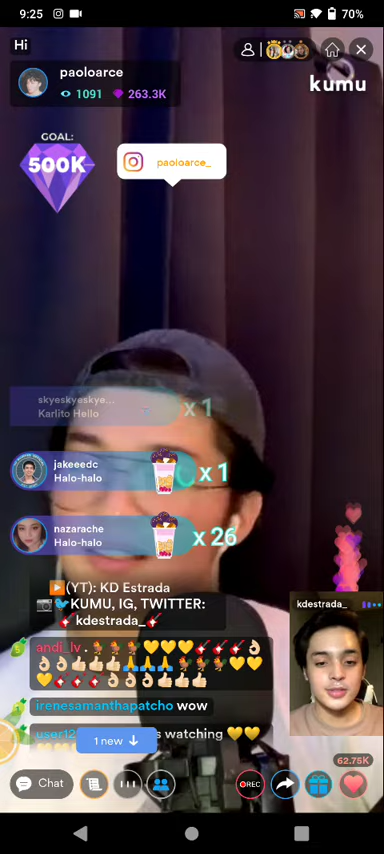 9:25
70%
Hi
paoloarce
1091 263.3K
kumu
GOAL:
500K
paoloarce_
skyeskyeskye...
Karlito Hello
x 1
jakeeedc
Halo-halo
x 1
nazarache
Halo-halo
x 26
▶️(YT): KD Estrada
📷🐦KUMU, IG, TWITTER:
🎸kdestrada_🎸
kdestrada_
andi_lv .
irenesamanthapatcho wow
user12
s watching 💛💛
1 new ↓
62.75K
Chat
REC